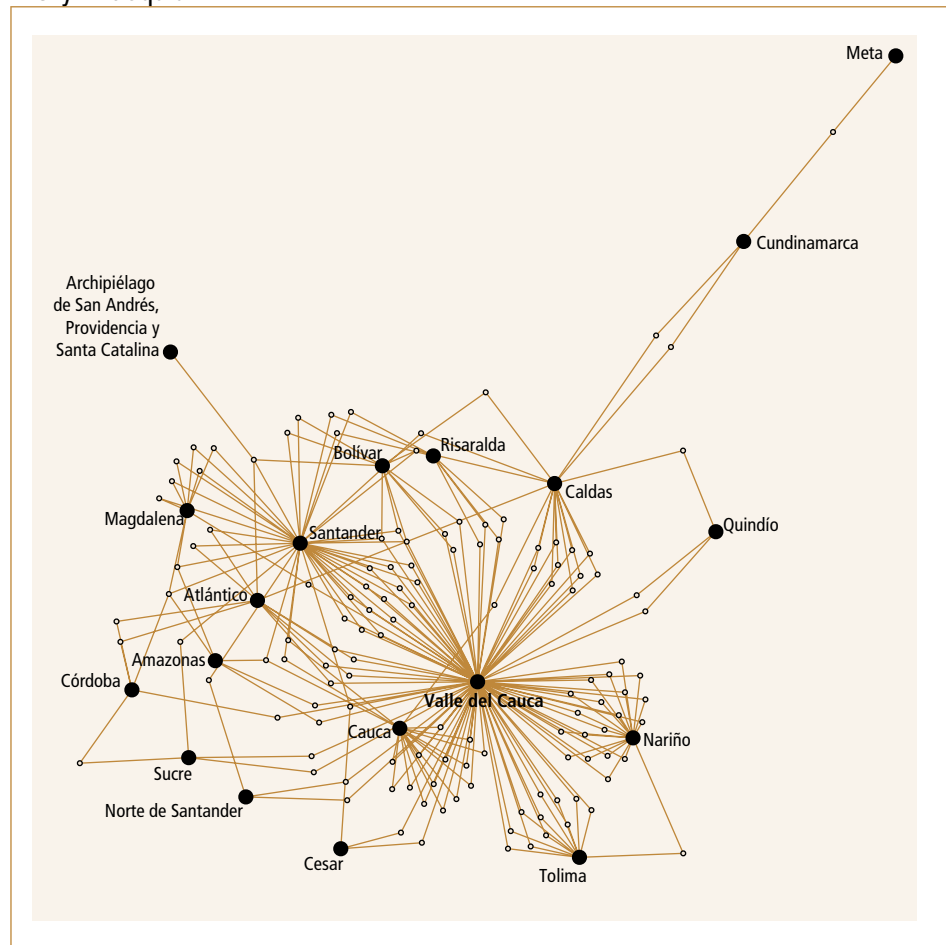 Meta
Cundinamarca
Archipiélago
de San Andrés,
Providencia y
Santa Catalina
Risaralda
Bolívar
Caldas
Magdalena
Quindío
Santander
Atlántico
Amazonas
Córdoba
Valle del Cauca
Cauca
Nariño
Sucre
Norte de Santander
Cesar
Tolima